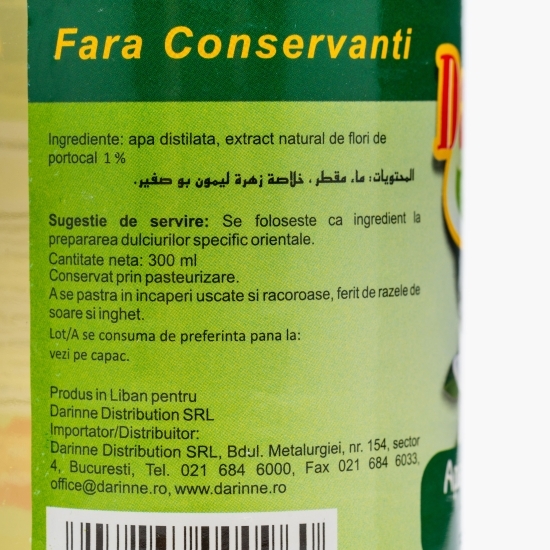 Fara Conservanti
Ingrediente: apa distilata, extract natural de flori de
portocal 1 %
المحتويات: ماء مقطر، خلاصة زهرة ليمون بو صفير.
Sugestie de servire: Se foloseste ca ingredient la
prepararea dulciurilor specific orientale.
Cantitate neta: 300 ml
Conservat prin pasteurizare.
A se pastra in incaperi uscate si racoroase, ferit de razele de
soare si inghet.
Lot/A se consuma de preferinta pana la:
vezi pe capac.
Produs in Liban pentru
Darinne Distribution SRL
Importator/Distribuitor:
Darinne Distribution SRL, Bdul. Metalurgiei, nr. 154, sector
4, Bucuresti, Tel. 021 684 6000, Fax 021 684 6033,
office@darinne.ro, www.darinne.ro